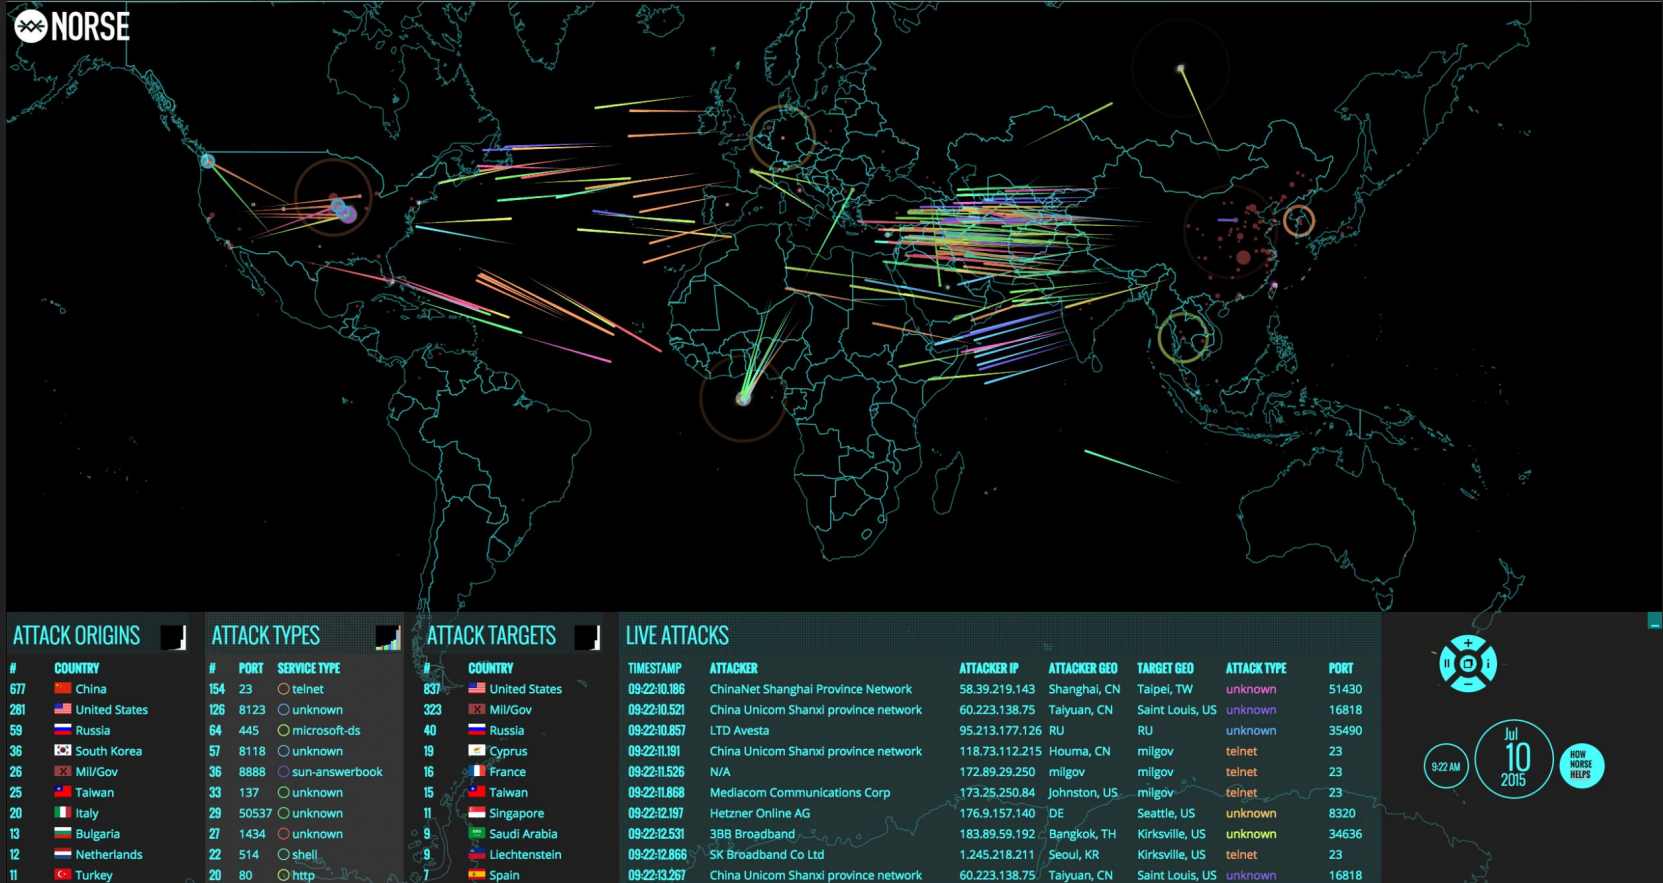 NORSE
ATTACK ORIGINS
# COUNTRY
677 China
281 United States
59 Russia
36 South Korea
26 Mil/Gov
25 Taiwan
20 Italy
13 Bulgaria
12 Netherlands
11 Turkey
ATTACK TYPES
# PORT SERVICE TYPE
154 23 telnet
126 8123 unknown
64 445 microsoft-ds
57 8118 unknown
36 8888 sun-answerbook
33 137 unknown
29 50537 unknown
27 1434 unknown
22 514 shell
20 80 http
ATTACK TARGETS
# COUNTRY
837 United States
323 Mil/Gov
40 Russia
19 Cyprus
16 France
15 Taiwan
11 Singapore
9 Saudi Arabia
9 Liechtenstein
7 Spain
LIVE ATTACKS
TIMESTAMP ATTACKER ATTACKER IP ATTACKER GEO TARGET GEO ATTACK TYPE PORT
09:22:10.186 ChinaNet Shanghai Province Network 58.39.219.143 Shanghai, CN Taipei, TW unknown 51430
09:22:10.521 China Unicom Shanxi province network 60.223.138.75 Taiyuan, CN Saint Louis, US unknown 16818
09:22:10.857 LTD Avesta 95.213.177.126 RU RU unknown 35490
09:22:11.191 China Unicom Shanxi province network 118.73.112.215 Houma, CN milgov telnet 23
09:22:11.526 N/A 172.89.29.250 milgov milgov telnet 23
09:22:11.868 Mediacom Communications Corp 173.25.250.84 Johnston, US milgov telnet 23
09:22:12.197 Hetzner Online AG 176.9.157.140 DE Seattle, US unknown 8320
09:22:12.531 3BB Broadband 183.89.59.192 Bangkok, TH Kirksville, US unknown 34636
09:22:12.866 SK Broadband Co Ltd 1.245.218.211 Seoul, KR Kirksville, US telnet 23
09:22:13.267 China Unicom Shanxi province network 60.223.138.75 Taiyuan, CN Saint Louis, US unknown 16818
9:22 AM
Jul
10
2015
HOW
NORSE
HELPS